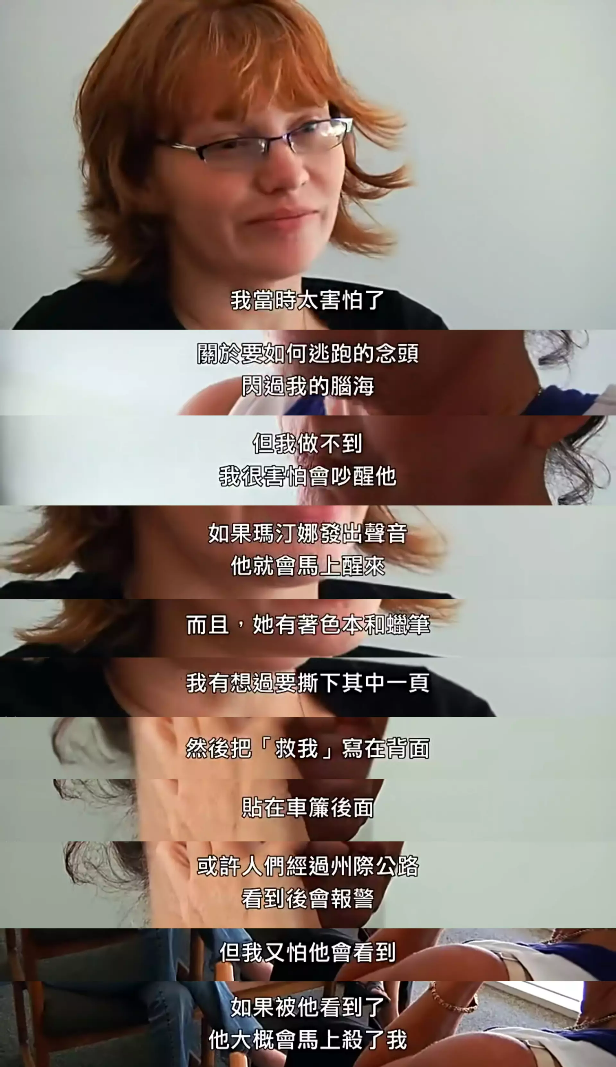 我當時太害怕了
關於要如何逃跑的念頭
閃過我的腦海
但我做不到
我很害怕會吵醒他
如果瑪汀娜發出聲音
他就會馬上醒來
而且，她有著色本和蠟筆
我有想過要撕下其中一頁
然後把「救我」寫在背面
貼在車簾後面
或許人們經過州際公路
看到後會報警
但我又怕他會看到
如果被他看到了
他大概會馬上殺了我